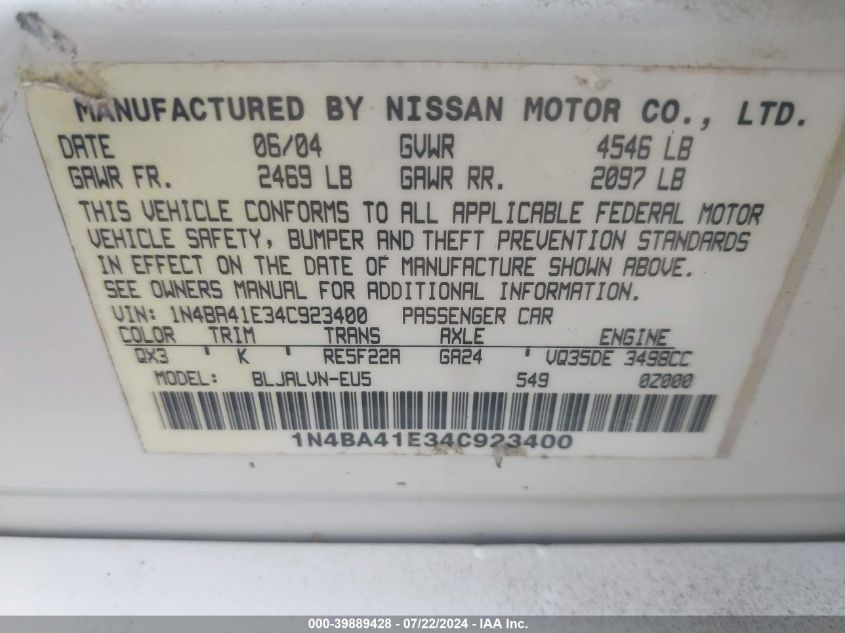 MANUFACTURED BY NISSAN MOTOR CO., LTD.
DATE 06/04 GVWR 4546 LB
GAWR FR. 2469 LB GAWR RR. 2097 LB
THIS VEHICLE CONFORMS TO ALL APPLICABLE FEDERAL MOTOR
VEHICLE SAFETY, BUMPER AND THEFT PREVENTION STANDARDS
IN EFFECT ON THE DATE OF MANUFACTURE SHOWN ABOVE.
SEE OWNERS MANUAL FOR ADDITIONAL INFORMATION.
VIN: 1N4BA41E34C923400 PASSENGER CAR
COLOR TRIM TRANS AXLE ENGINE
QX3 ' K ' RE5F22A GA24 ' VQ35DE 3498CC
MODEL: BLJALVN-EU5 549 0Z000
1N4BA41E34C923400
000-39889428 - 07/22/2024 - IAA Inc.